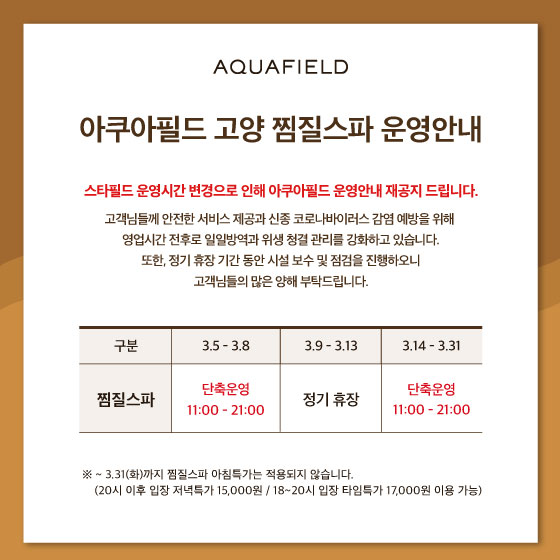 AQUAFIELD
아쿠아필드 고양 찜질스파 운영안내
스타필드 운영시간 변경으로 인해 아쿠아필드 운영안내 재공지 드립니다.
고객님들께 안전한 서비스 제공과 신종 코로나바이러스 감염 예방을 위해
영업시간 전후로 일일방역과 위생 청결 관리를 강화하고 있습니다.
또한, 정기 휴장 기간 동안 시설 보수 및 점검을 진행하오니
고객님들의 많은 양해 부탁드립니다.
구분 3.5 - 3.8 3.9 - 3.13 3.14 - 3.31
찜질스파 단축운영 11:00 - 21:00 정기 휴장 단축운영 11:00 - 21:00
※ ~ 3.31(화)까지 찜질스파 아침특가는 적용되지 않습니다.
(20시 이후 입장 저녁특가 15,000원 / 18~20시 입장 타임특가 17,000원 이용 가능)